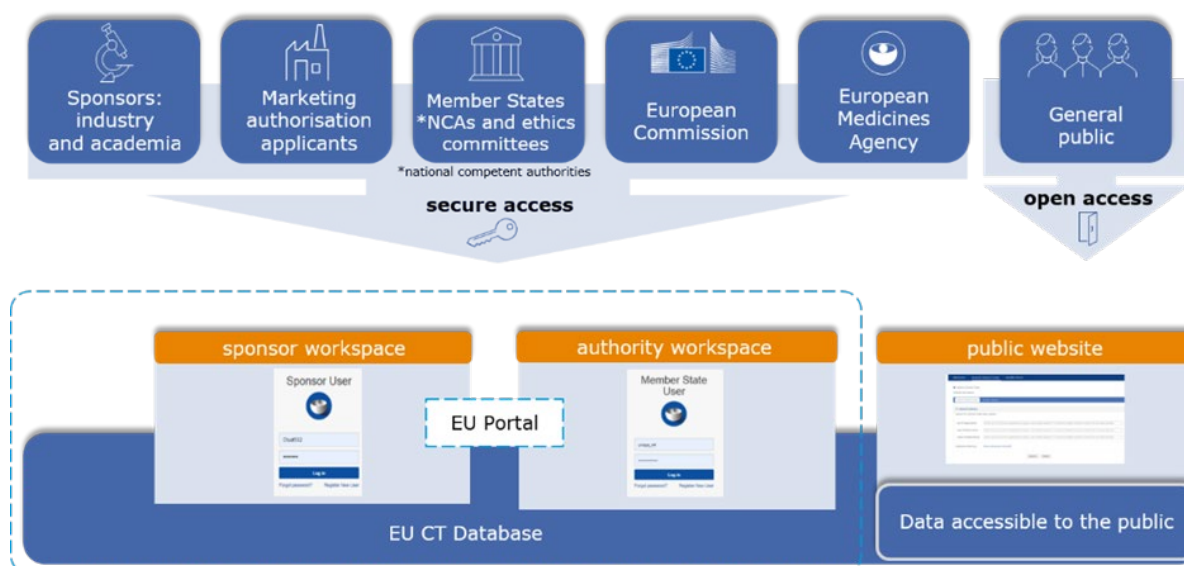 Sponsors:
industry
and academia
Marketing
authorisation
applicants
Member States
*NCAs and ethics
committees
European
Commission
European
Medicines
Agency
General
public
*national competent authorities
secure access
open access
sponsor workspace
authority workspace
public website
Sponsor User
Log in
Forgot password?
Register New User
EU Portal
Member State
User
Log in
Forgot password?
Register New User
EU CT Database
Data accessible to the public